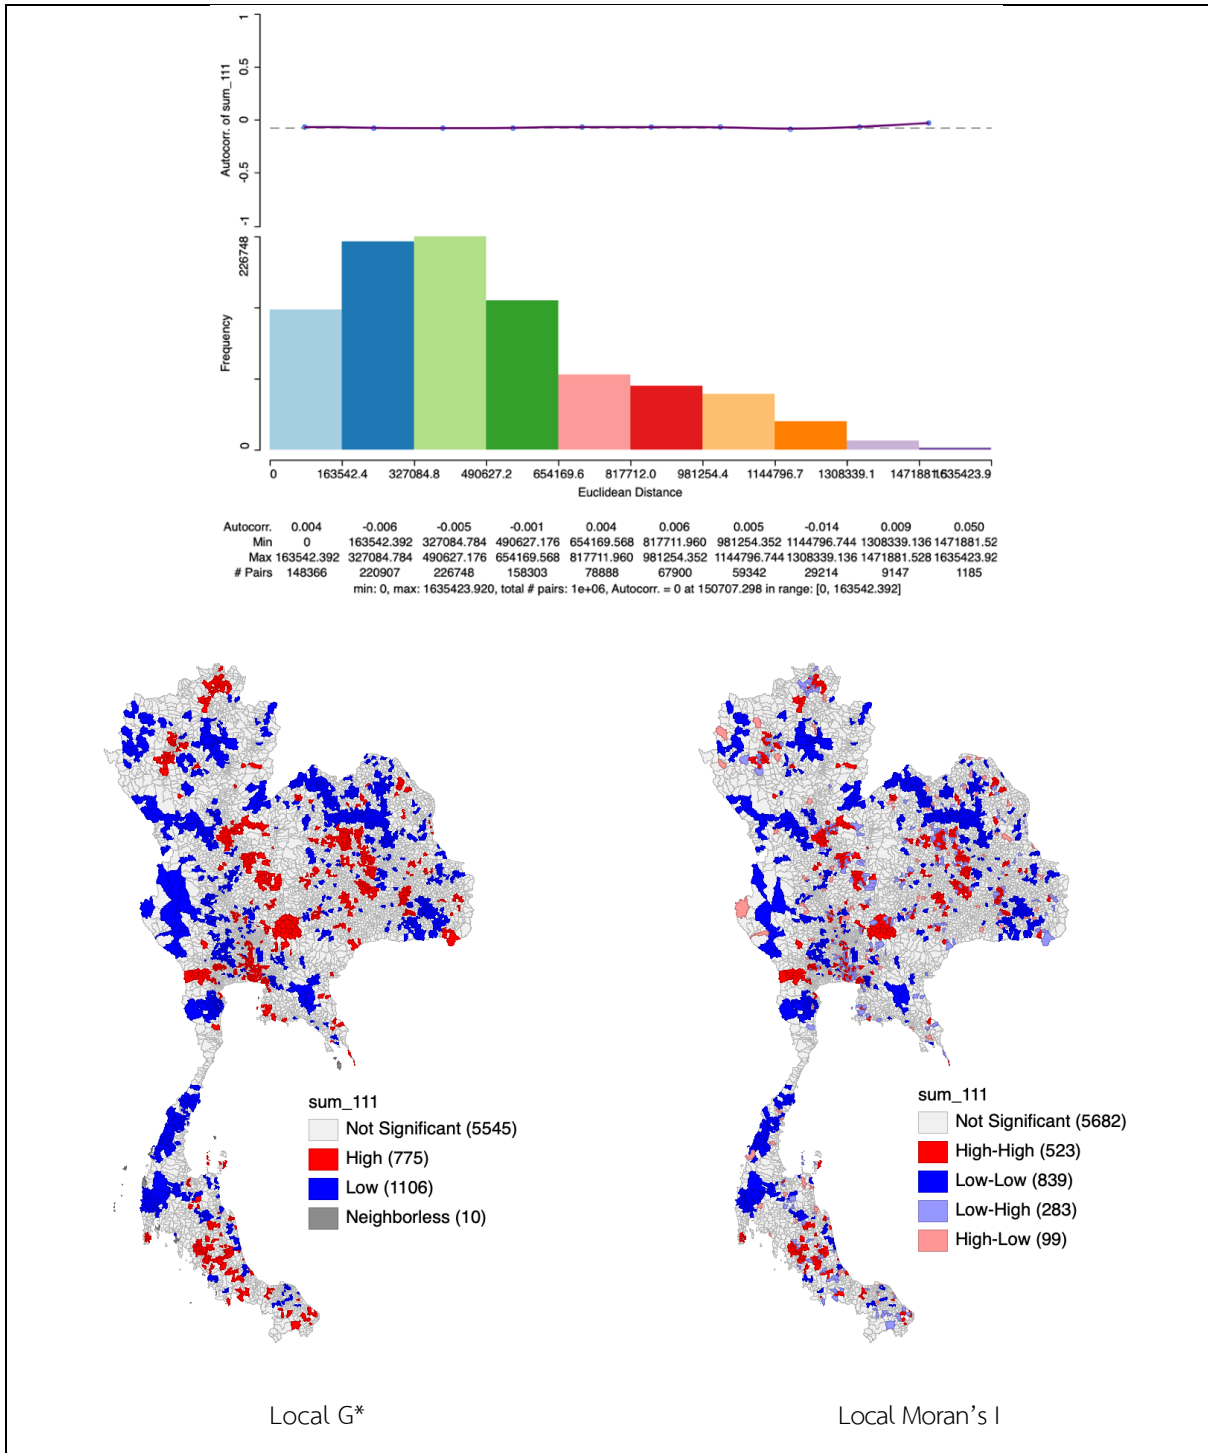 1
0.5
0
-0.5
-1
Autocorr. of sum_111
226748
0
Frequency
0 163542.4 327084.8 490627.2 654169.6 817712.0 981254.4 1144796.7 1308339.1 1471881.6 1635423.9
Euclidean Distance
Autocorr. 0.004 -0.006 -0.005 -0.001 0.004 0.006 0.005 -0.014 0.009 0.050
Min 0 163542.392 327084.784 490627.176 654169.568 817711.960 981254.352 1144796.744 1308339.136 1471881.52
Max 163542.392 327084.784 490627.176 654169.568 817711.960 981254.352 1144796.744 1308339.136 1471881.528 1635423.92
# Pairs 148366 220907 226748 158303 78888 67900 59342 29214 9147 1185
min: 0, max: 1635423.920, total # pairs: 1e+06, Autocorr. = 0 at 150707.298 in range: [0, 163542.392]
sum_111
Not Significant (5545)
High (775)
Low (1106)
Neighborless (10)
sum_111
Not Significant (5682)
High-High (523)
Low-Low (839)
Low-High (283)
High-Low (99)
Local G*
Local Moran's I